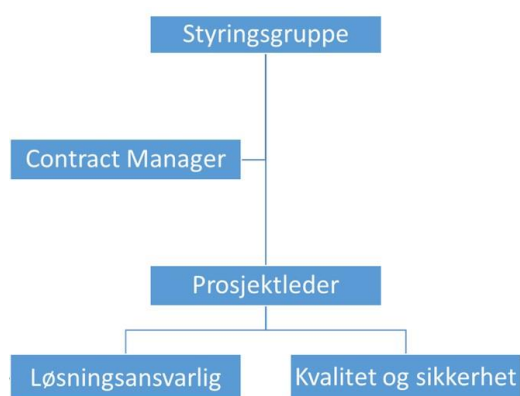 Styringsgruppe
Contract Manager
Prosjektleder
Løsningsansvarlig
Kvalitet og sikkerhet